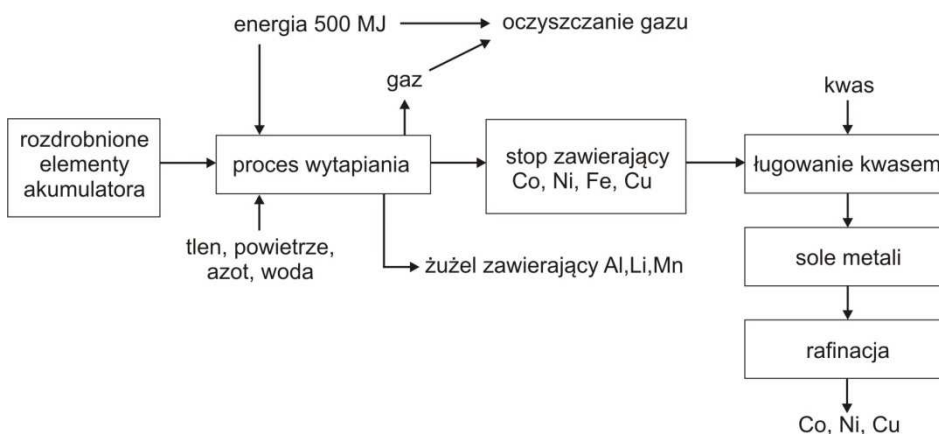 energia 500 MJ
oczyszczanie gazu
gaz
kwas
rozdrobnione
elementy
akumulatora
proces wytapiania
stop zawierający
Co, Ni, Fe, Cu
ługowanie kwasem
tlen, powietrze,
azot, woda
żużel zawierający Al,Li,Mn
sole metali
rafinacja
Co, Ni, Cu